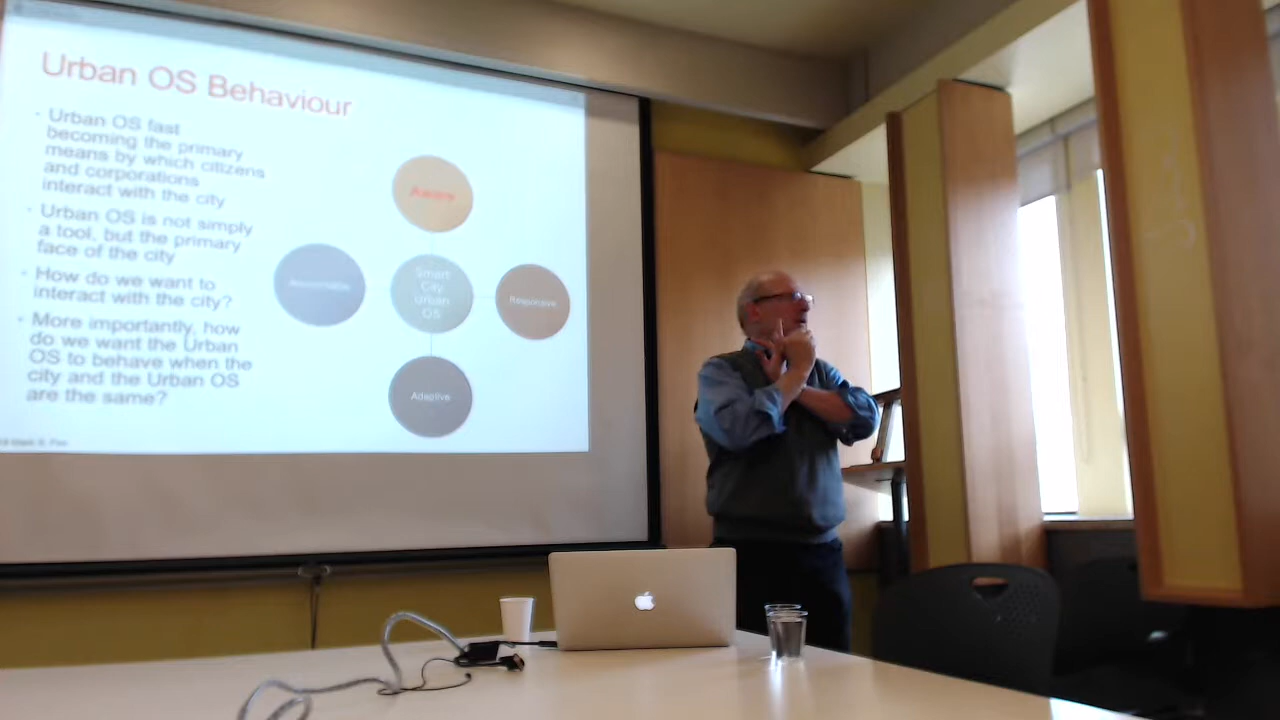 Urban OS Behaviour
· Urban OS fast
becoming the primary
means by which citizens
and corporations
interact with the city
· Urban OS is not simply
a tool, but the primary
face of the city
· How do we want to
interact with the city?
· More importantly, how
do we want the Urban
OS to behave when the
city and the Urban OS
are the same?
Aware
Smart
City
Urban
OS
Responsive
Adaptive